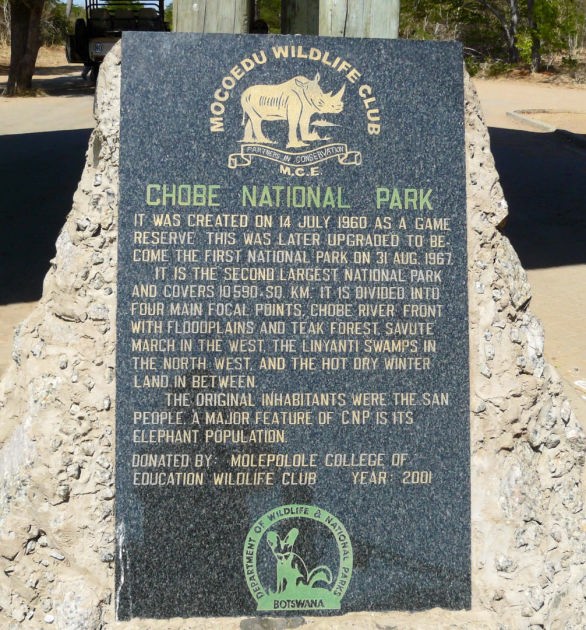 MOCOEDU WILDLIFE CLUB
PARTNERS IN CONSERVATION
M.C.E.
CHOBE NATIONAL PARK
IT WAS CREATED ON 14 JULY 1960 AS A GAME
RESERVE THIS WAS LATER UPGRADED TO BE-
COME THE FIRST NATIONAL PARK ON 31 AUG. 1967.
IT IS THE SECOND LARGEST NATIONAL PARK
AND COVERS 10590 SQ. KM. IT IS DIVIDED INTO
FOUR MAIN FOCAL POINTS, CHOBE RIVER FRONT
WITH FLOODPLAINS AND TEAK FOREST, SAVUTE
MARCH IN THE WEST, THE LINYANTI SWAMPS IN
THE NORTH WEST, AND THE HOT DRY WINTER
LAND IN BETWEEN.
THE ORIGINAL INHABITANTS WERE THE SAN
PEOPLE. A MAJOR FEATURE OF CNP IS ITS
ELEPHANT POPULATION.
DONATED BY: MOLEPOLOLE COLLEGE OF
EDUCATION WILDLIFE CLUB YEAR: 2001
DEPARTMENT OF WILDLIFE & NATIONAL PARKS
BOTSWANA